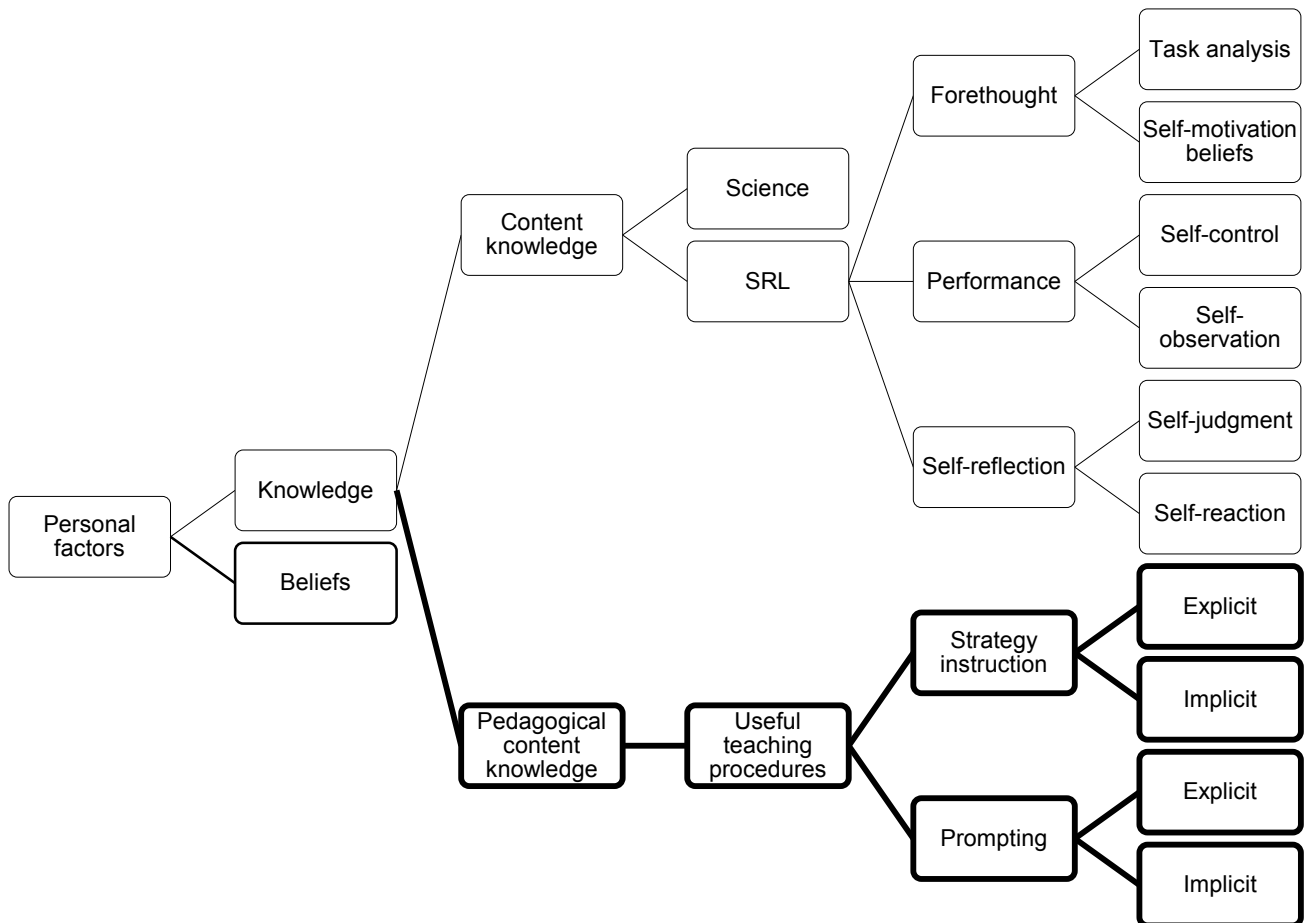 Task analysis
Forethought
Self-motivation
beliefs
Science
Content
knowledge
Self-control
SRL
Performance
Self-
observation
Self-judgment
Self-reflection
Knowledge
Self-reaction
Personal
factors
Beliefs
Explicit
Strategy
instruction
Implicit
Pedagogical
content
knowledge
Useful
teaching
procedures
Explicit
Prompting
Implicit